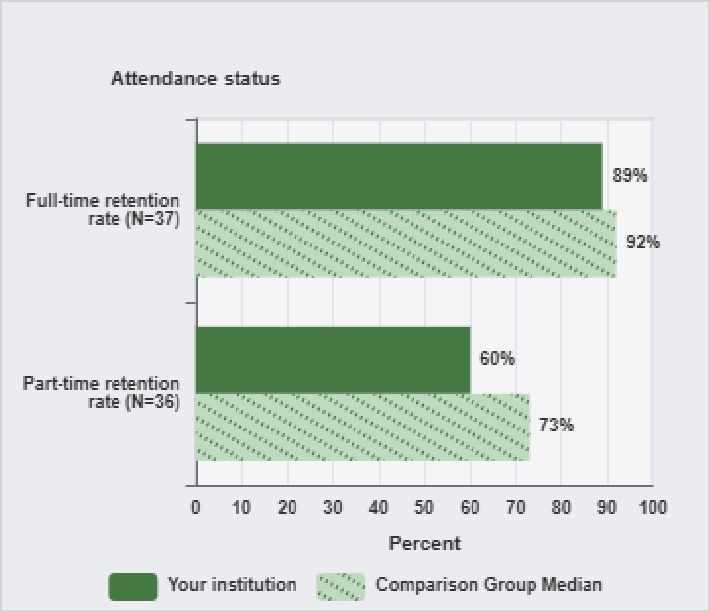 Attendance status
Full-time retention
rate (N=37)
89%
92%
Part-time retention
rate (N=36)
60%
73%
0 10 20 30 40 50 60 70 80 90 100
Percent
Your institution Comparison Group Median